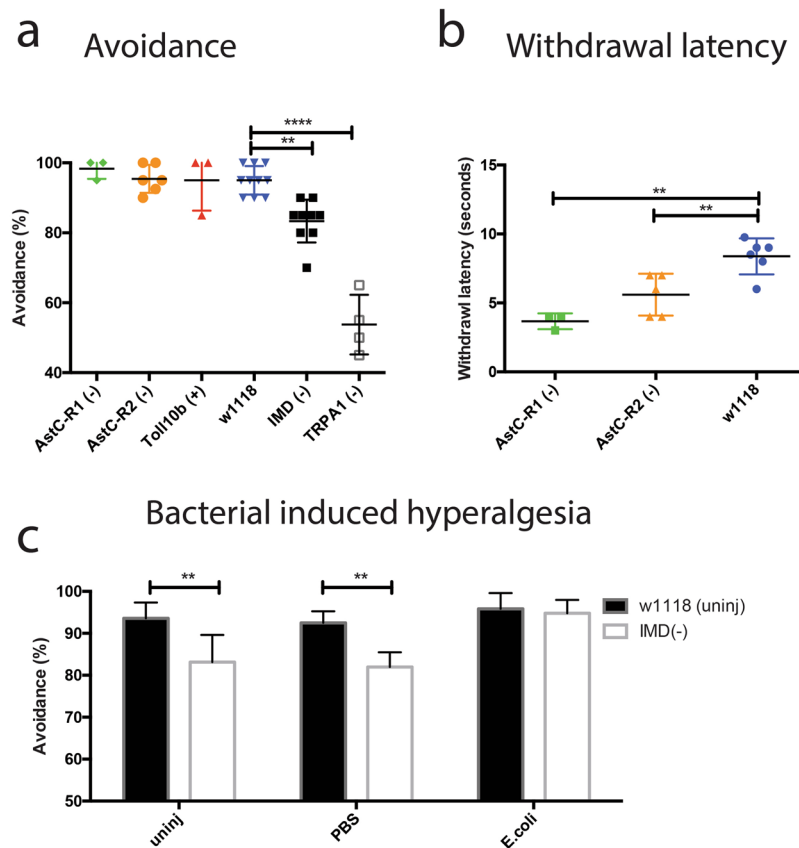 a
Avoidance
****
**
100
80
60
40
Avoidance (%)
AstC-R1 (-)
AstC-R2 (-)
Toll10b (+)
w1118
IMD (-)
TRPA1 (-)
b
Withdrawal latency
**
**
15
10
5
0
Withdrawl latency (seconds)
AstC-R1 (-)
AstC-R2 (-)
w1118
c
Bacterial induced hyperalgesia
**
**
100
90
80
70
60
50
Avoidance (%)
uninj
PBS
E.coli
w1118 (uninj)
IMD(-)